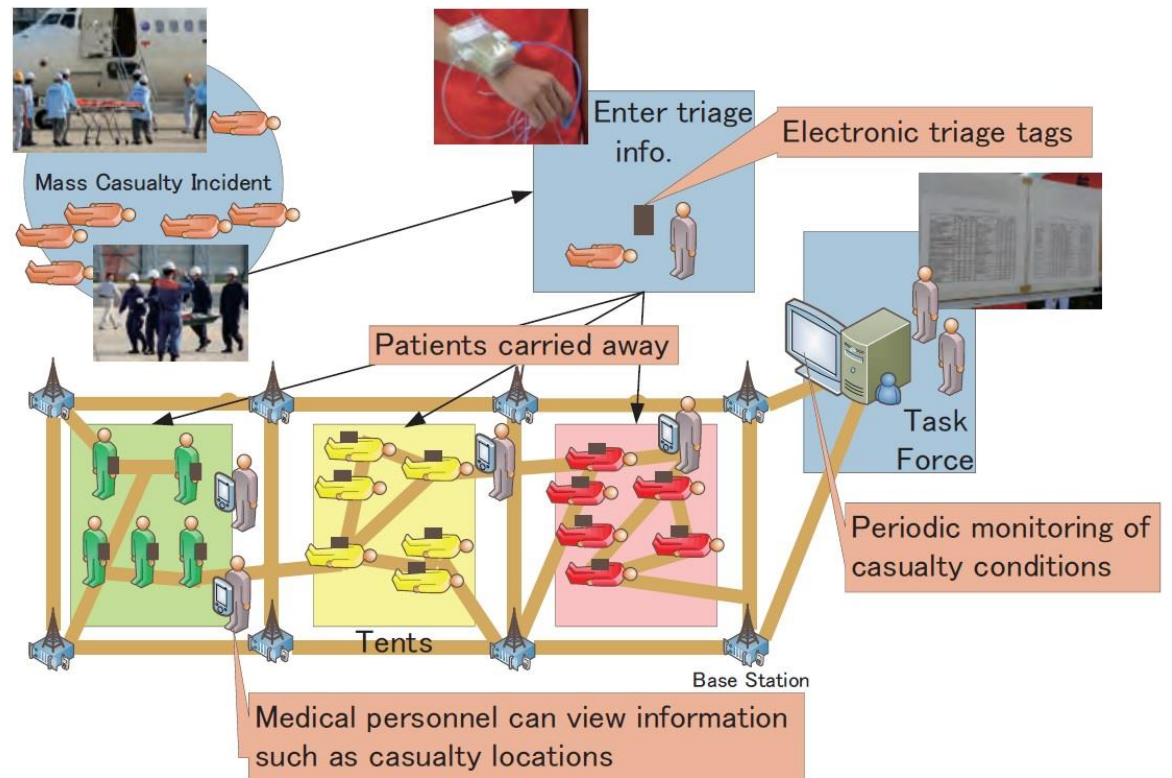 Mass Casualty Incident
Enter triage
info.
Electronic triage tags
Patients carried away
Task
Force
Periodic monitoring of
casualty conditions
Tents
Base Station
Medical personnel can view information
such as casualty locations